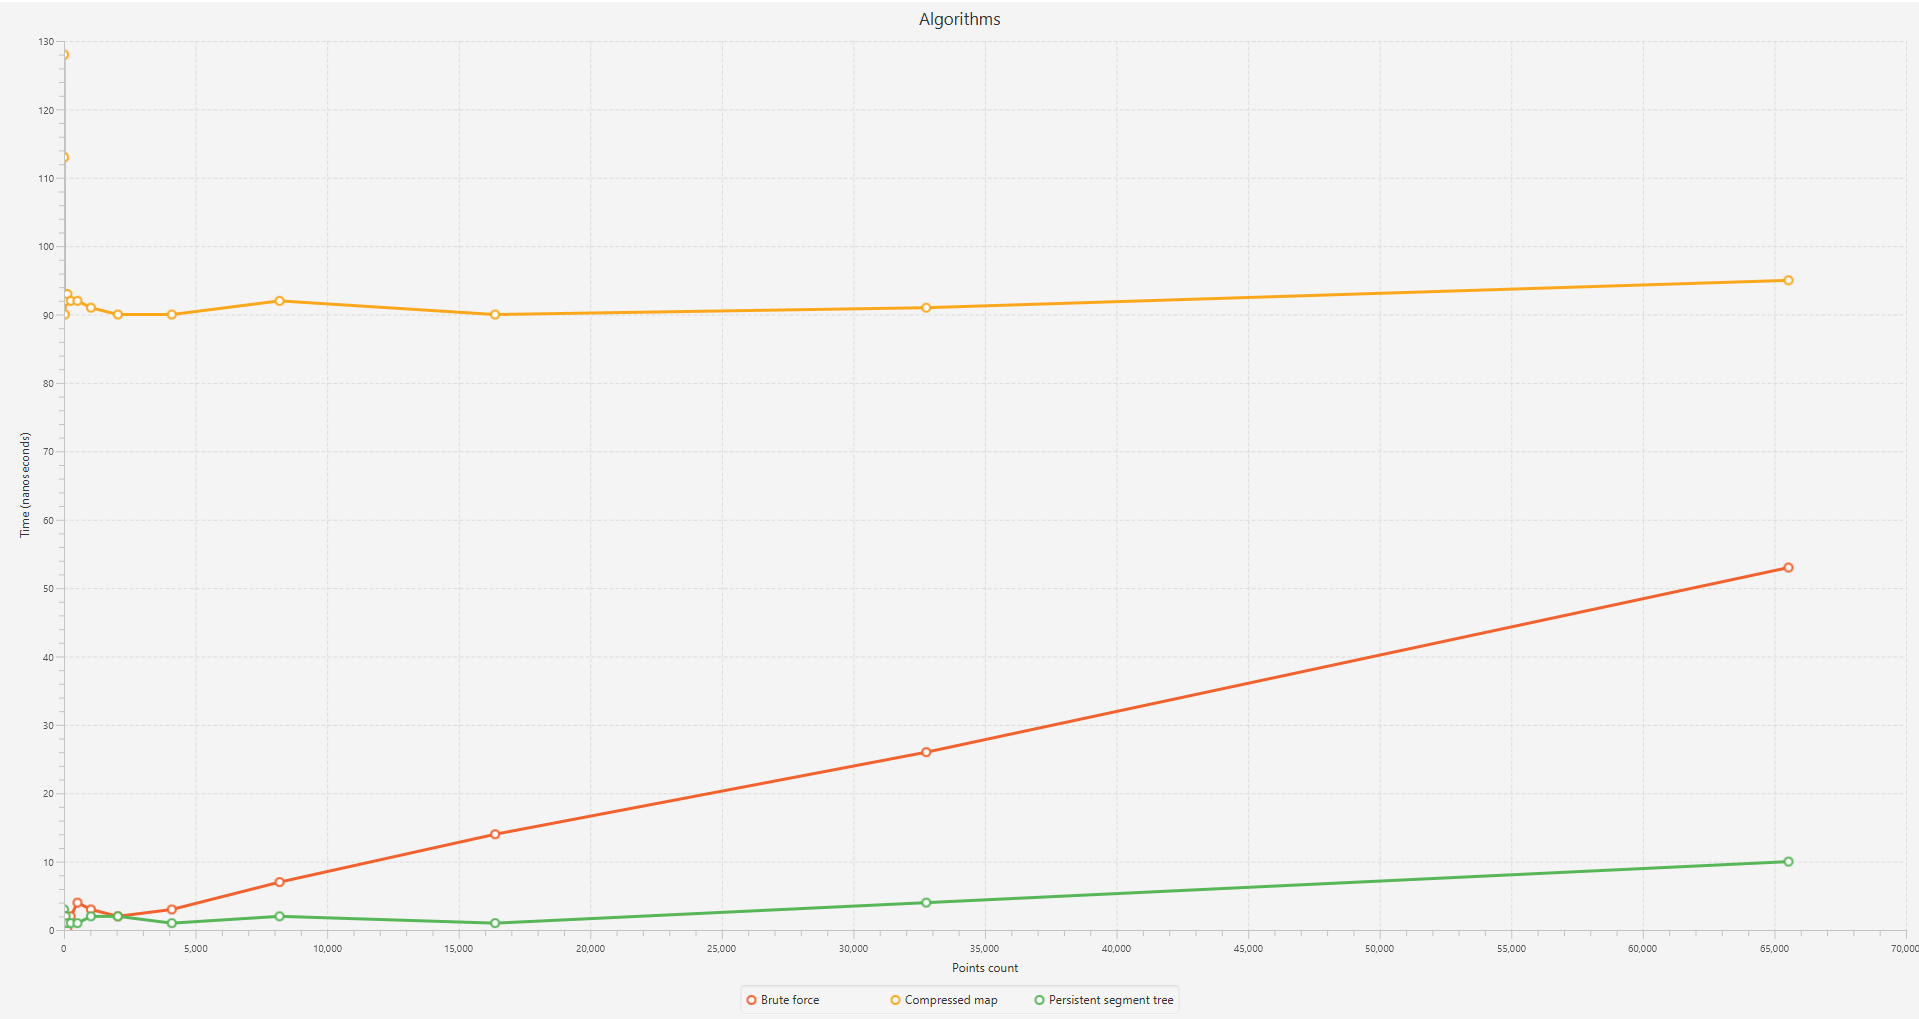 Algorithms
130
120
110
100
90
80
70
60
50
40
30
20
10
0
Time (nanoseconds)
0 5,000 10,000 15,000 20,000 25,000 30,000 35,000 40,000 45,000 50,000 55,000 60,000 65,000 70,000
Points count
Brute force Compressed map Persistent segment tree